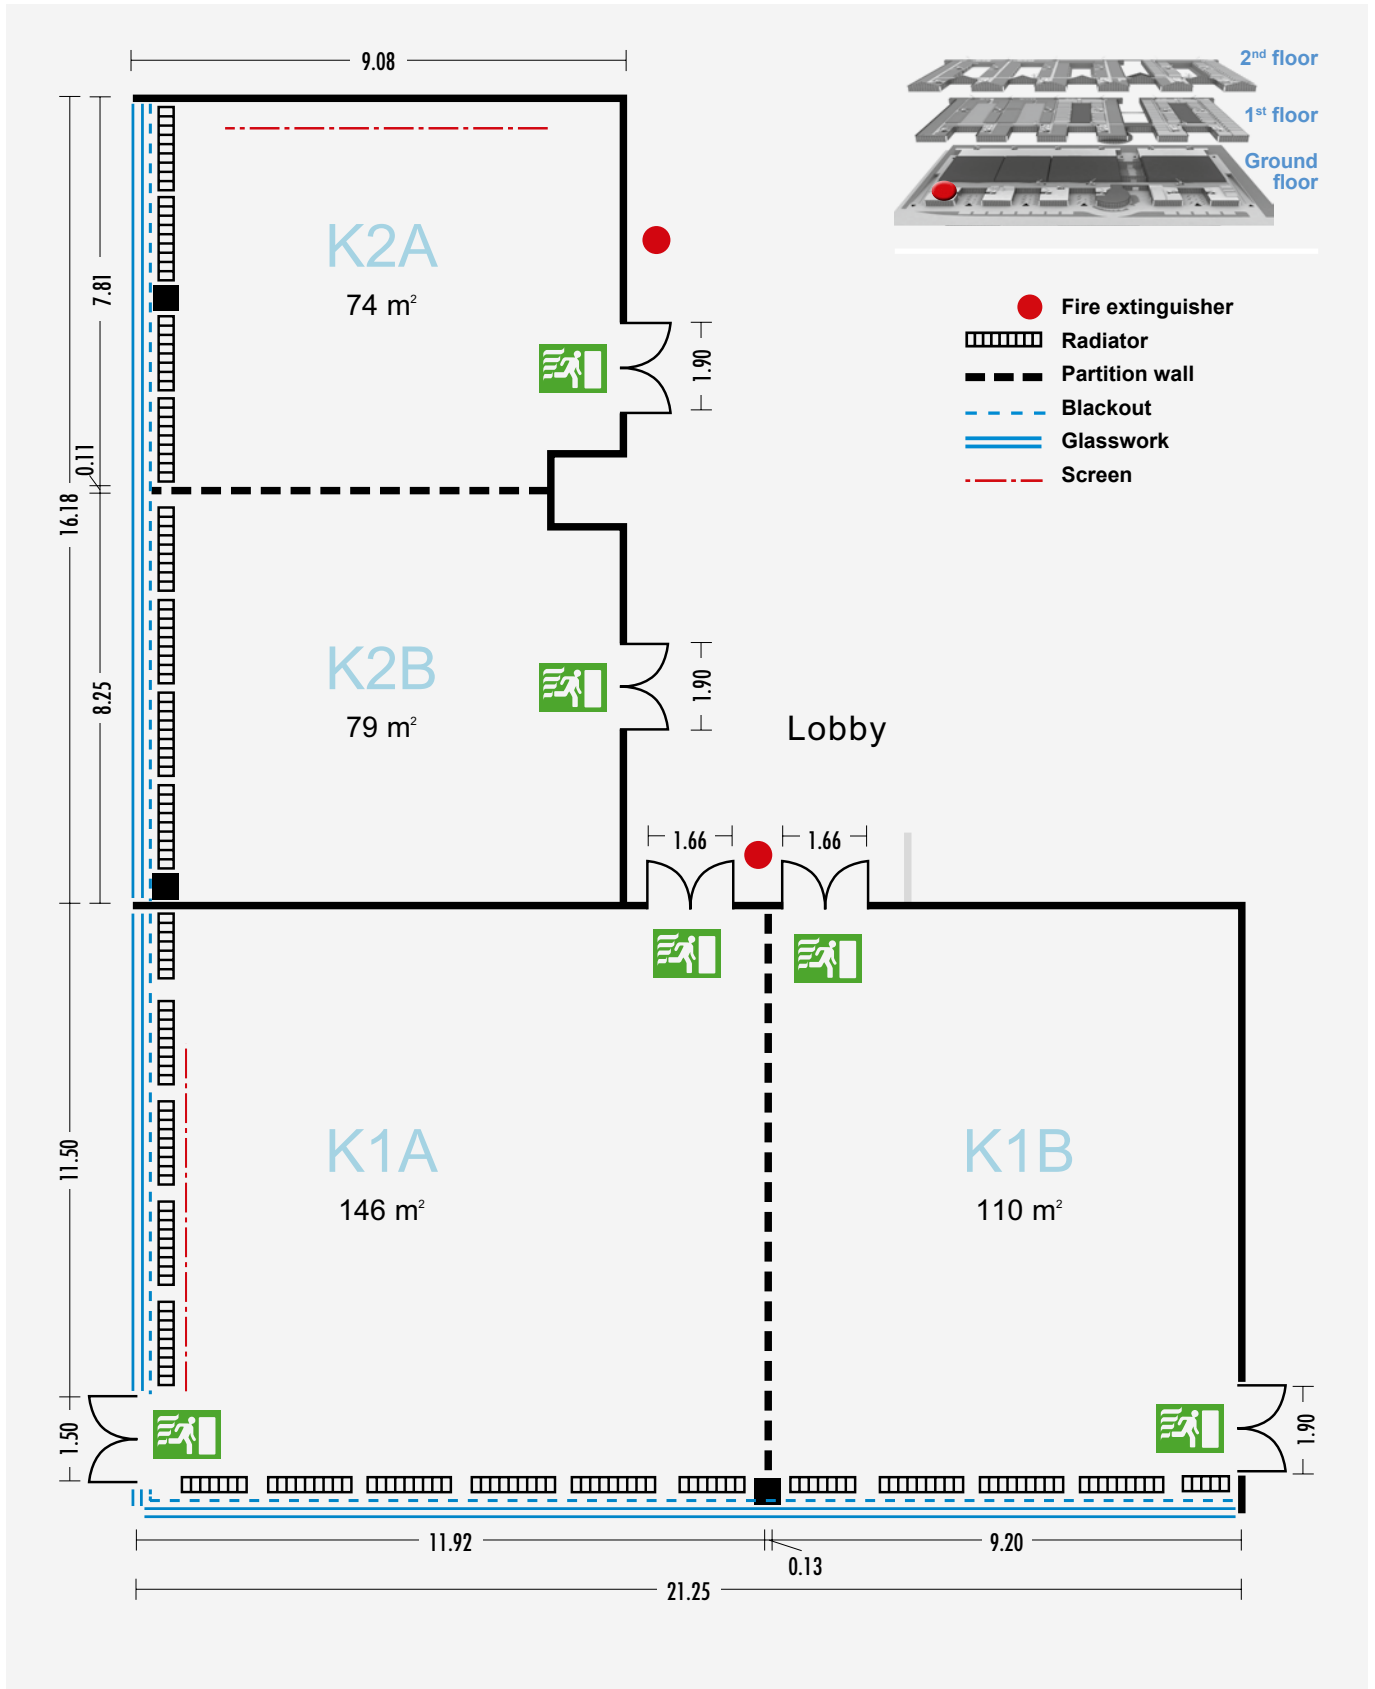 9.08
2nd floor
1st floor
Ground
floor
Fire extinguisher
Radiator
Partition wall
Blackout
Glasswork
Screen
K2A
74 m²
7.81
1.90
0.11
16.18
K2B
79 m²
8.25
1.90
Lobby
1.66
1.66
K1A
146 m²
K1B
110 m²
11.50
1.50
1.90
11.92
0.13
9.20
21.25